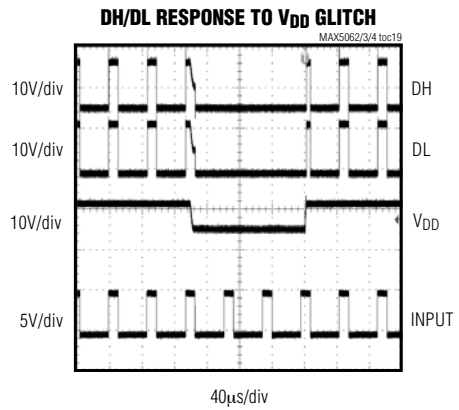 DH/DL RESPONSE TO VDD GLITCH
MAX5062/3/4 toc19
10V/div
DH
10V/div
DL
10V/div
VDD
5V/div
INPUT
40μs/div